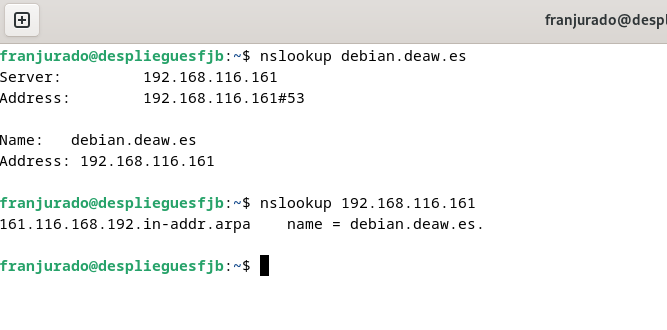 franjurado@despl
franjurado@desplieguesfjb:~$ nslookup debian.deaw.es
Server:         192.168.116.161
Address:        192.168.116.161#53
Name:   debian.deaw.es
Address: 192.168.116.161
franjurado@desplieguesfjb:~$ nslookup 192.168.116.161
161.116.168.192.in-addr.arpa    name = debian.deaw.es.
franjurado@desplieguesfjb:~$